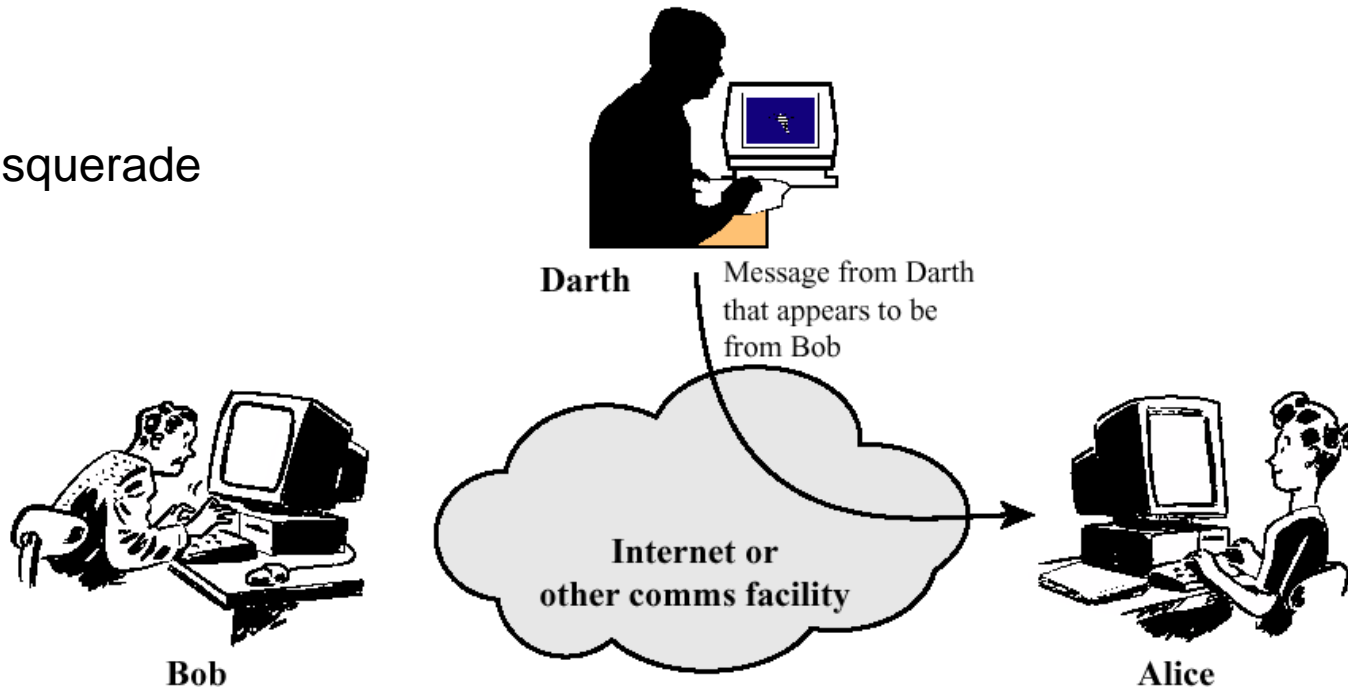 squerade
Darth
Message from Darth
that appears to be
from Bob
Internet or
other comms facility
Bob
Alice